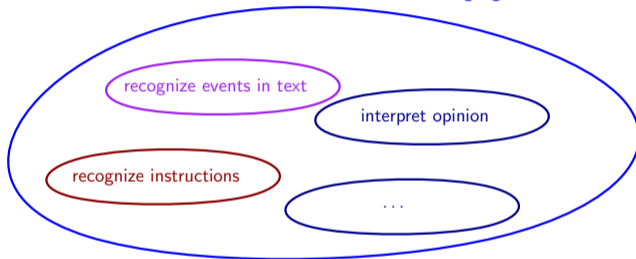 recognize events in text
interpret opinion
recognize instructions
...